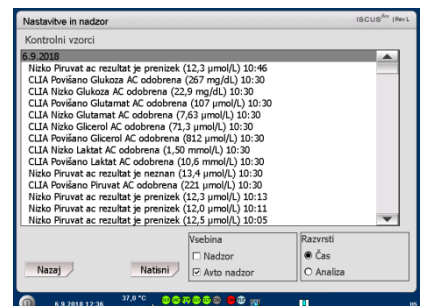 Nastavitve in nadzor
ISCUSflex |Rev L
Kontrolni vzorci
6.9.2018
Nizko Piruvat ac rezultat je prenizek (12,3 µmol/L) 10:46
CLIA Povišano Glukoza AC odobrena (267 mg/dL) 10:30
CLIA Nizko Glukoza AC odobrena (22,9 mg/dL) 10:30
CLIA Povišano Glutamat AC odobrena (107 µmol/L) 10:30
CLIA Nizko Glutamat AC odobrena (7,63 µmol/L) 10:30
CLIA Nizko Glicerol AC odobrena (71,3 µmol/L) 10:30
CLIA Povišano Glicerol AC odobrena (812 µmol/L) 10:30
CLIA Nizko Laktat AC odobrena (1,50 mmol/L) 10:30
CLIA Povišano Laktat AC odobrena (10,6 mmol/L) 10:30
Nizko Piruvat ac rezultat je neznan (13,4 µmol/L) 10:30
CLIA Povišano Piruvat AC odobrena (221 µmol/L) 10:30
Nizko Piruvat ac rezultat je prenizek (12,3 µmol/L) 10:13
Nizko Piruvat ac rezultat je prenizek (12,0 µmol/L) 10:11
Nizko Piruvat ac rezultat je prenizek (12,5 µmol/L) 10:05
Vsebina
Nadzor
Avto nadzor
Razvrsti
Čas
Analiza
Nazaj
Natisni
6.9.2018 12:36
37,0 °C
us